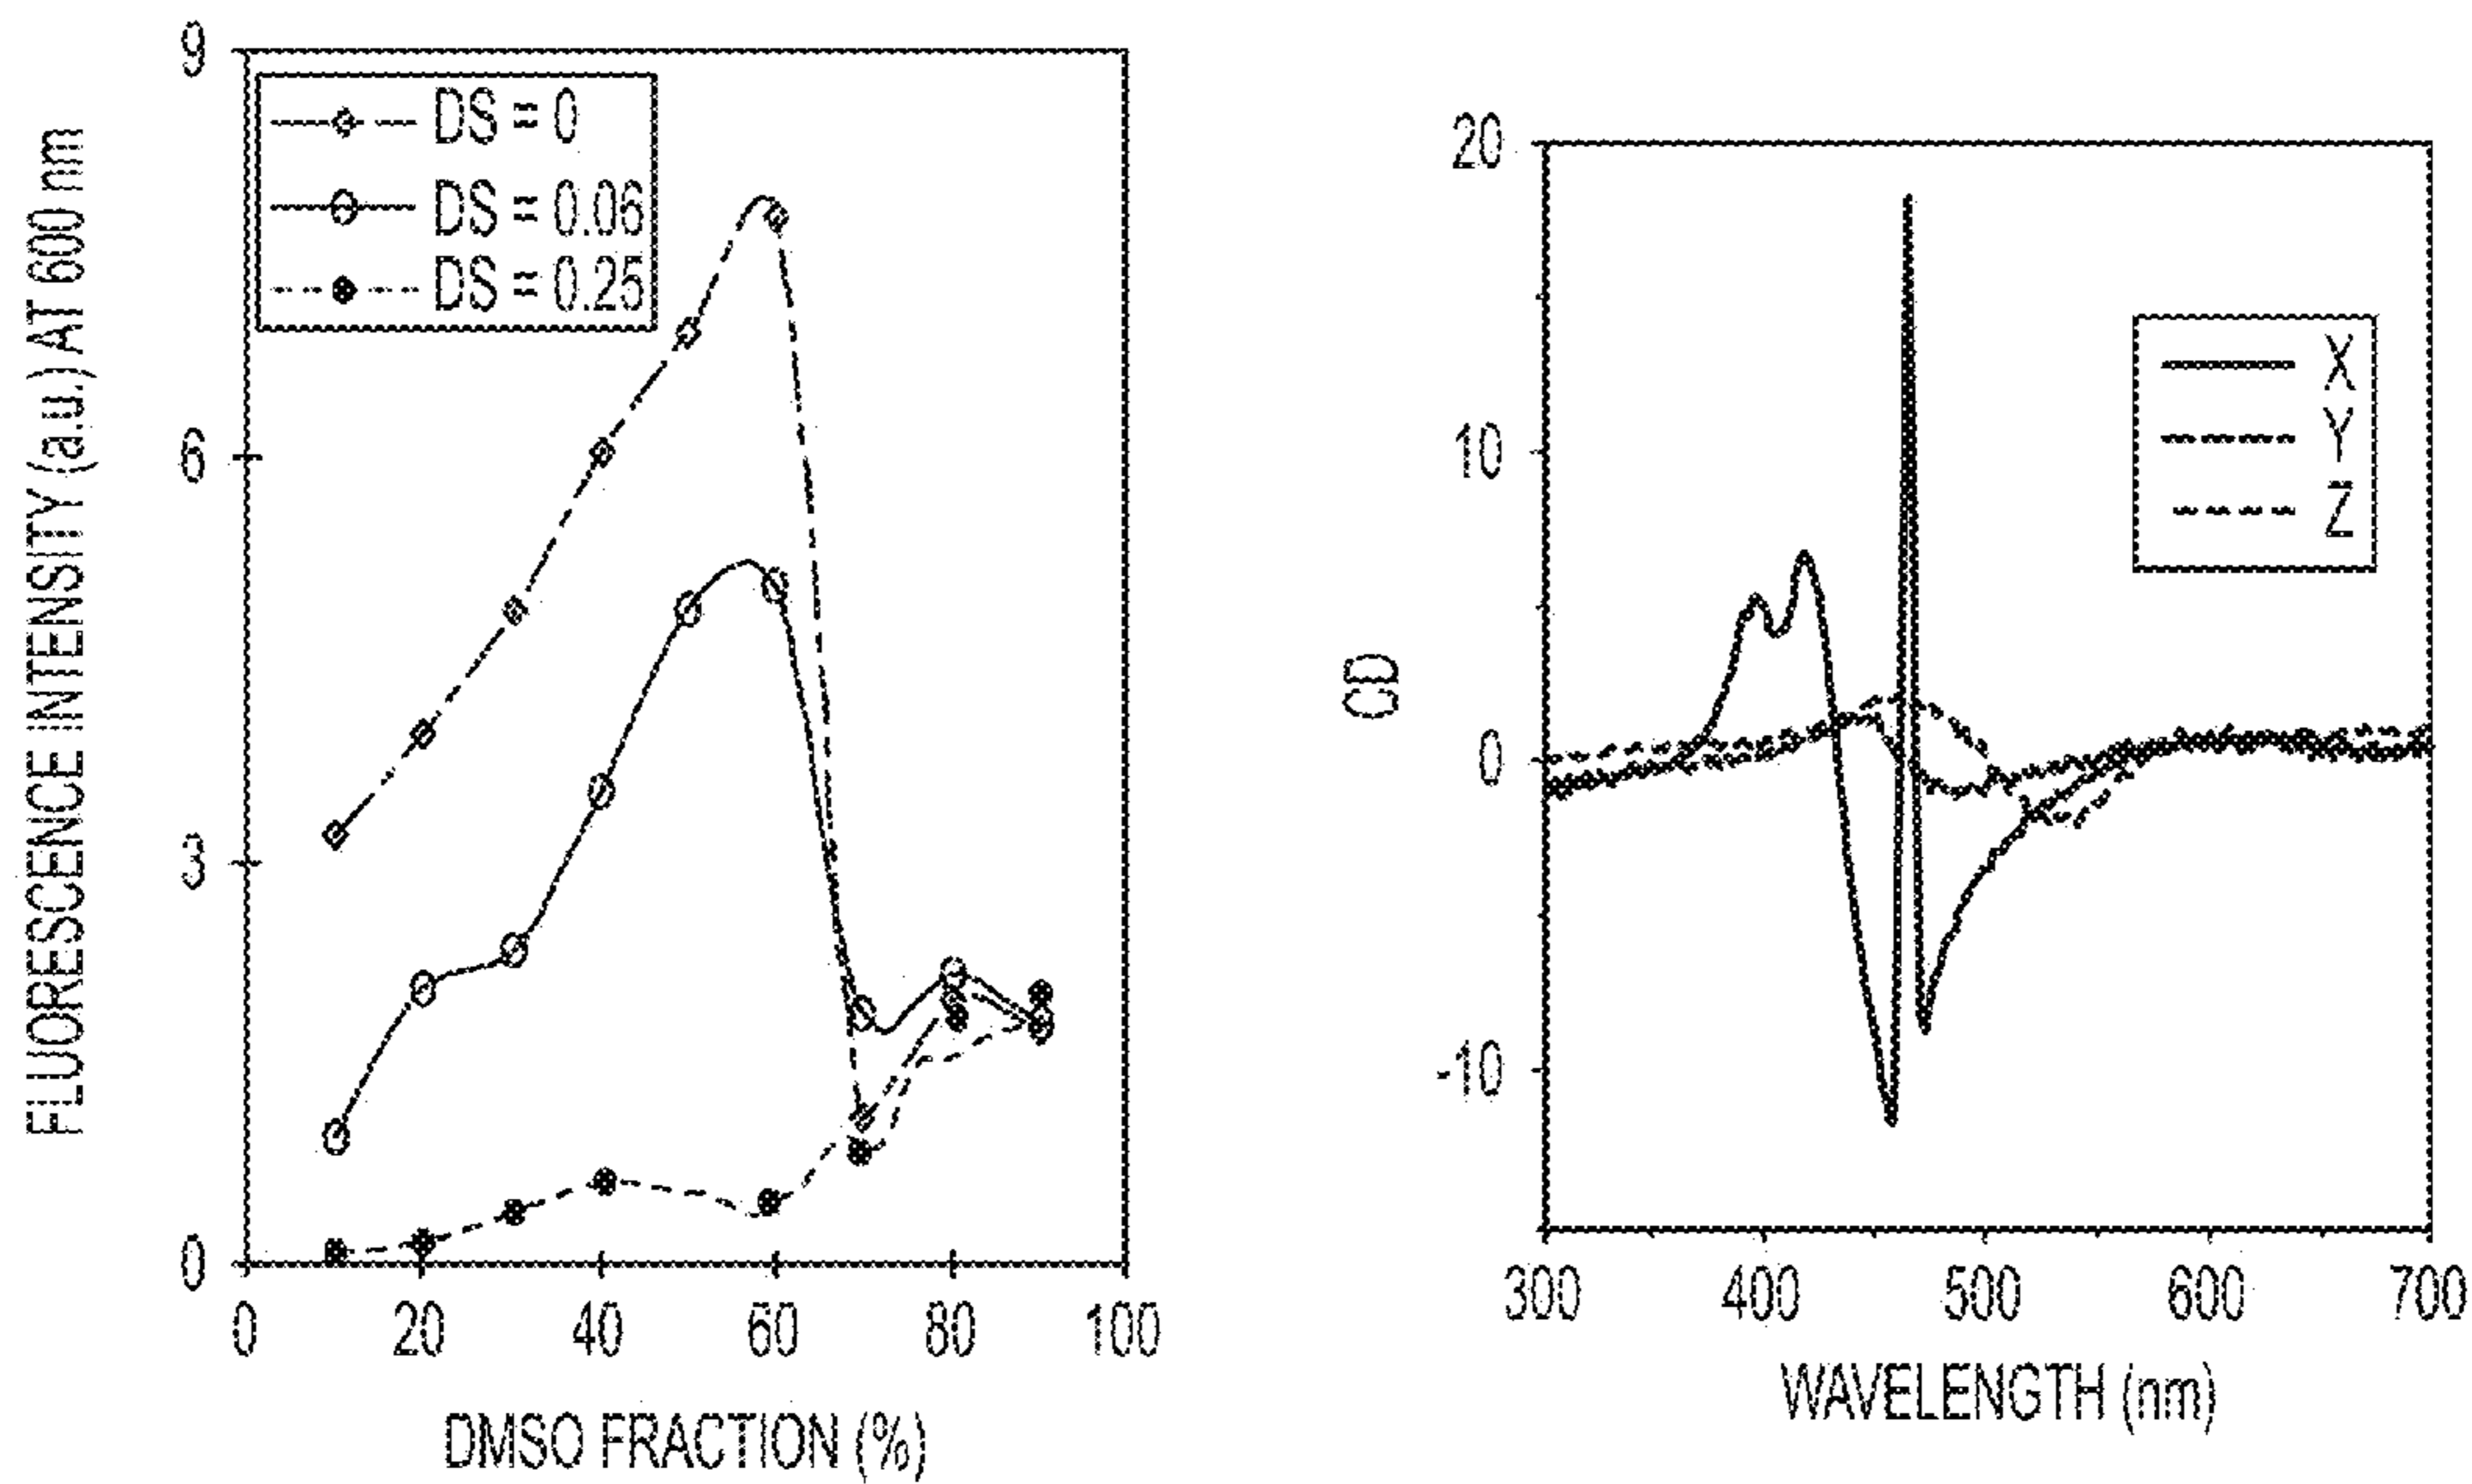 FLUORESCENCE INTENSITY (a.u.) AT 600 nm
9
6
3
0
DS = 0
DS = 0.06
DS = 0.25
0 20 40 60 80 100
DMSO FRACTION (%)
CD
20
10
0
-10
X
Y
Z
300 400 500 600 700
WAVELENGTH (nm)